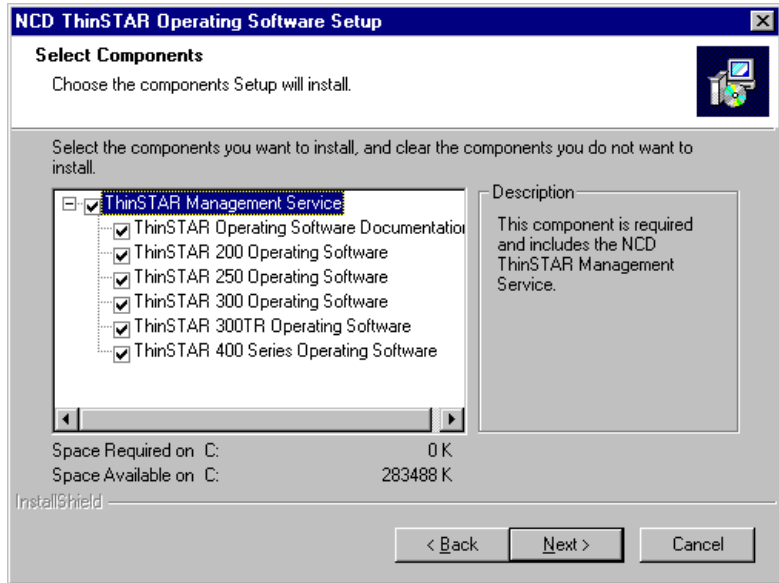 NCD ThinSTAR Operating Software Setup
Select Components
Choose the components Setup will install.
Select the components you want to install, and clear the components you do not want to
install.
ThinSTAR Management Service
ThinSTAR Operating Software Documentation
ThinSTAR 200 Operating Software
ThinSTAR 250 Operating Software
ThinSTAR 300 Operating Software
ThinSTAR 300TR Operating Software
ThinSTAR 400 Series Operating Software
Description
This component is required
and includes the NCD
ThinSTAR Management
Service.
Space Required on C: 0 K
Space Available on C: 283488 K
InstallShield
< Back Next > Cancel